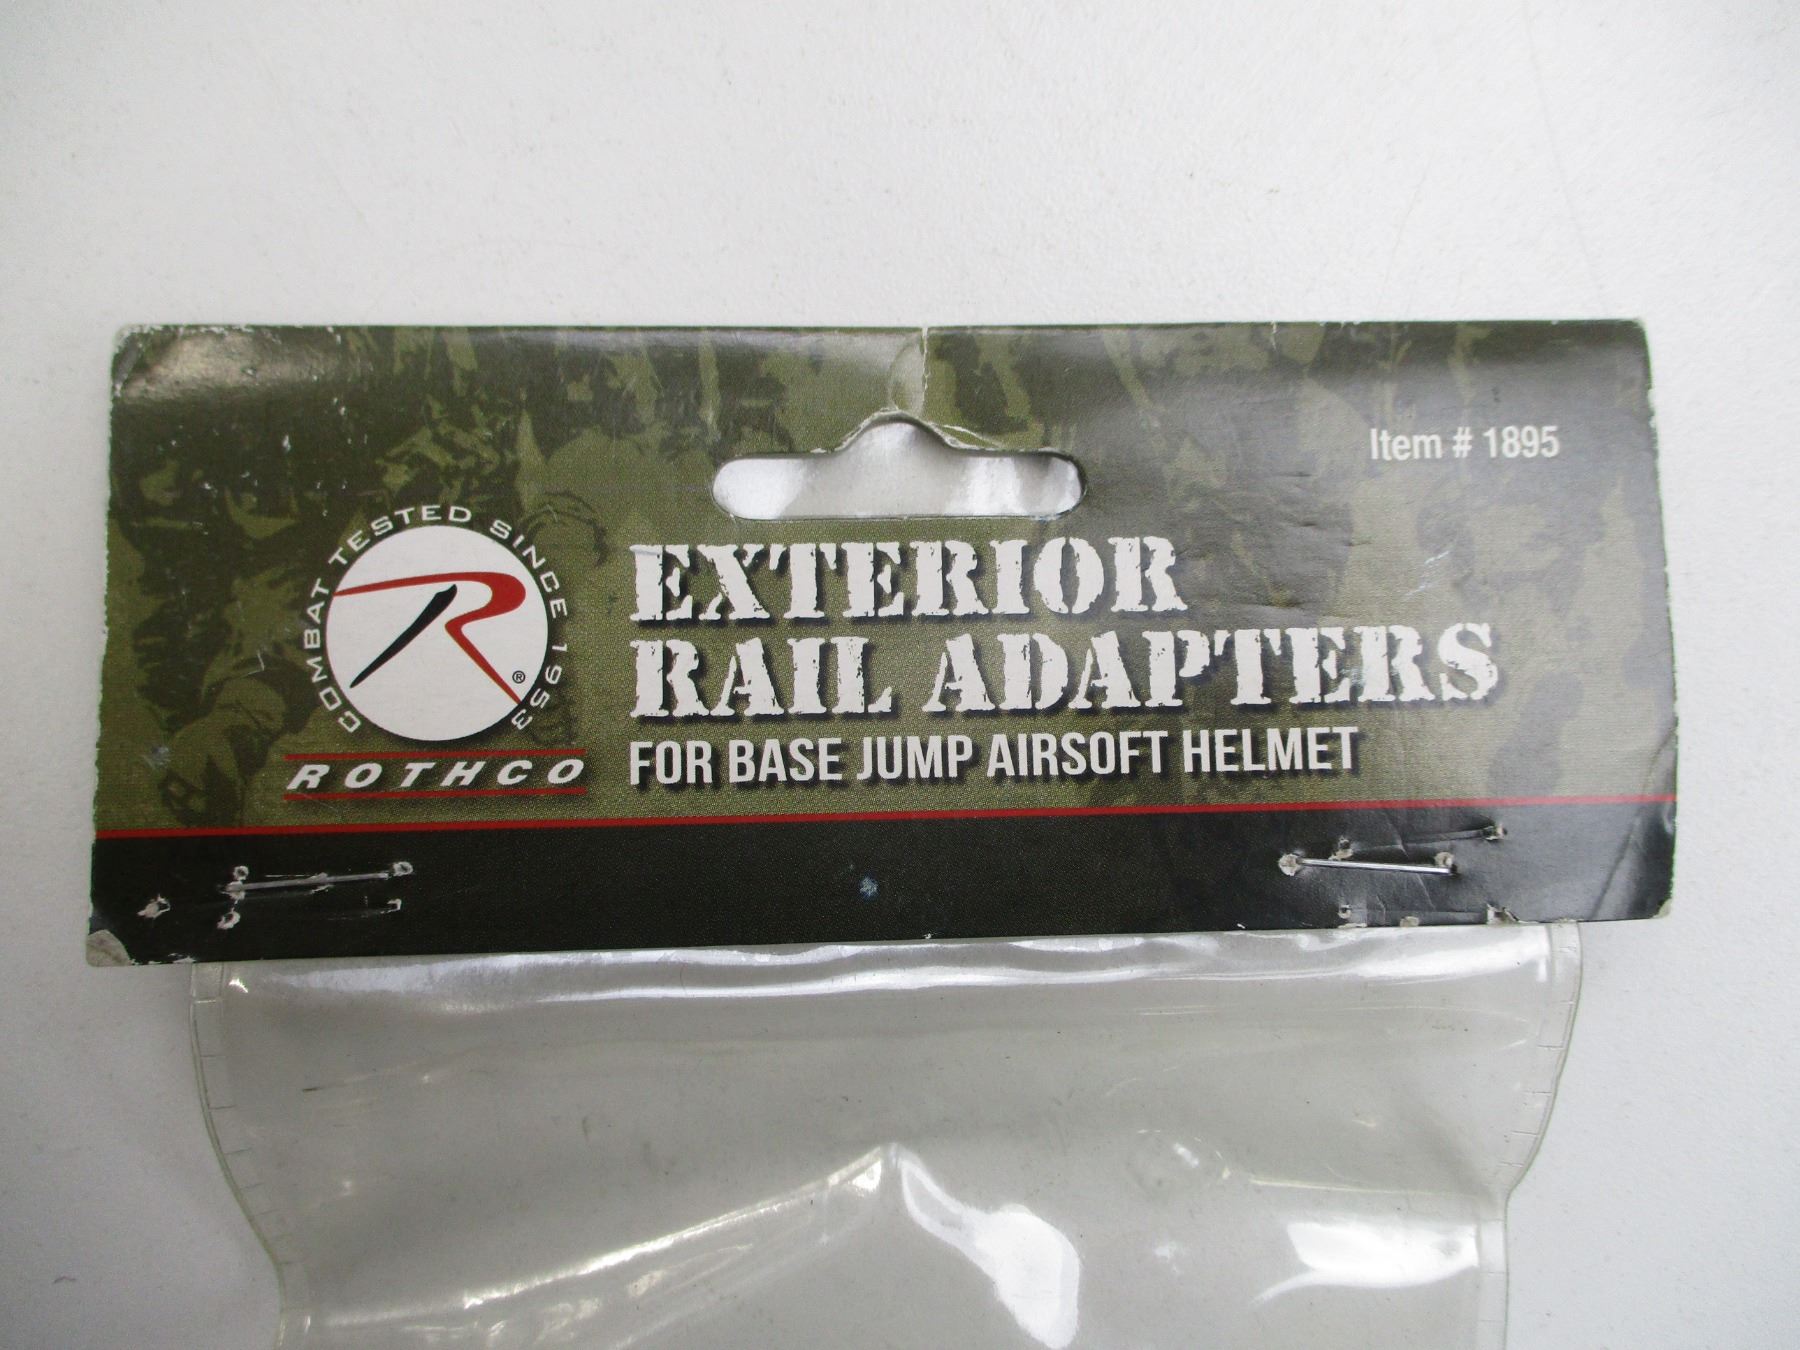 Item # 1895
COMBAT TESTED SINCE 1953
R®
ROTHCO
EXTERIOR
RAIL ADAPTERS
FOR BASE JUMP AIRSOFT HELMET